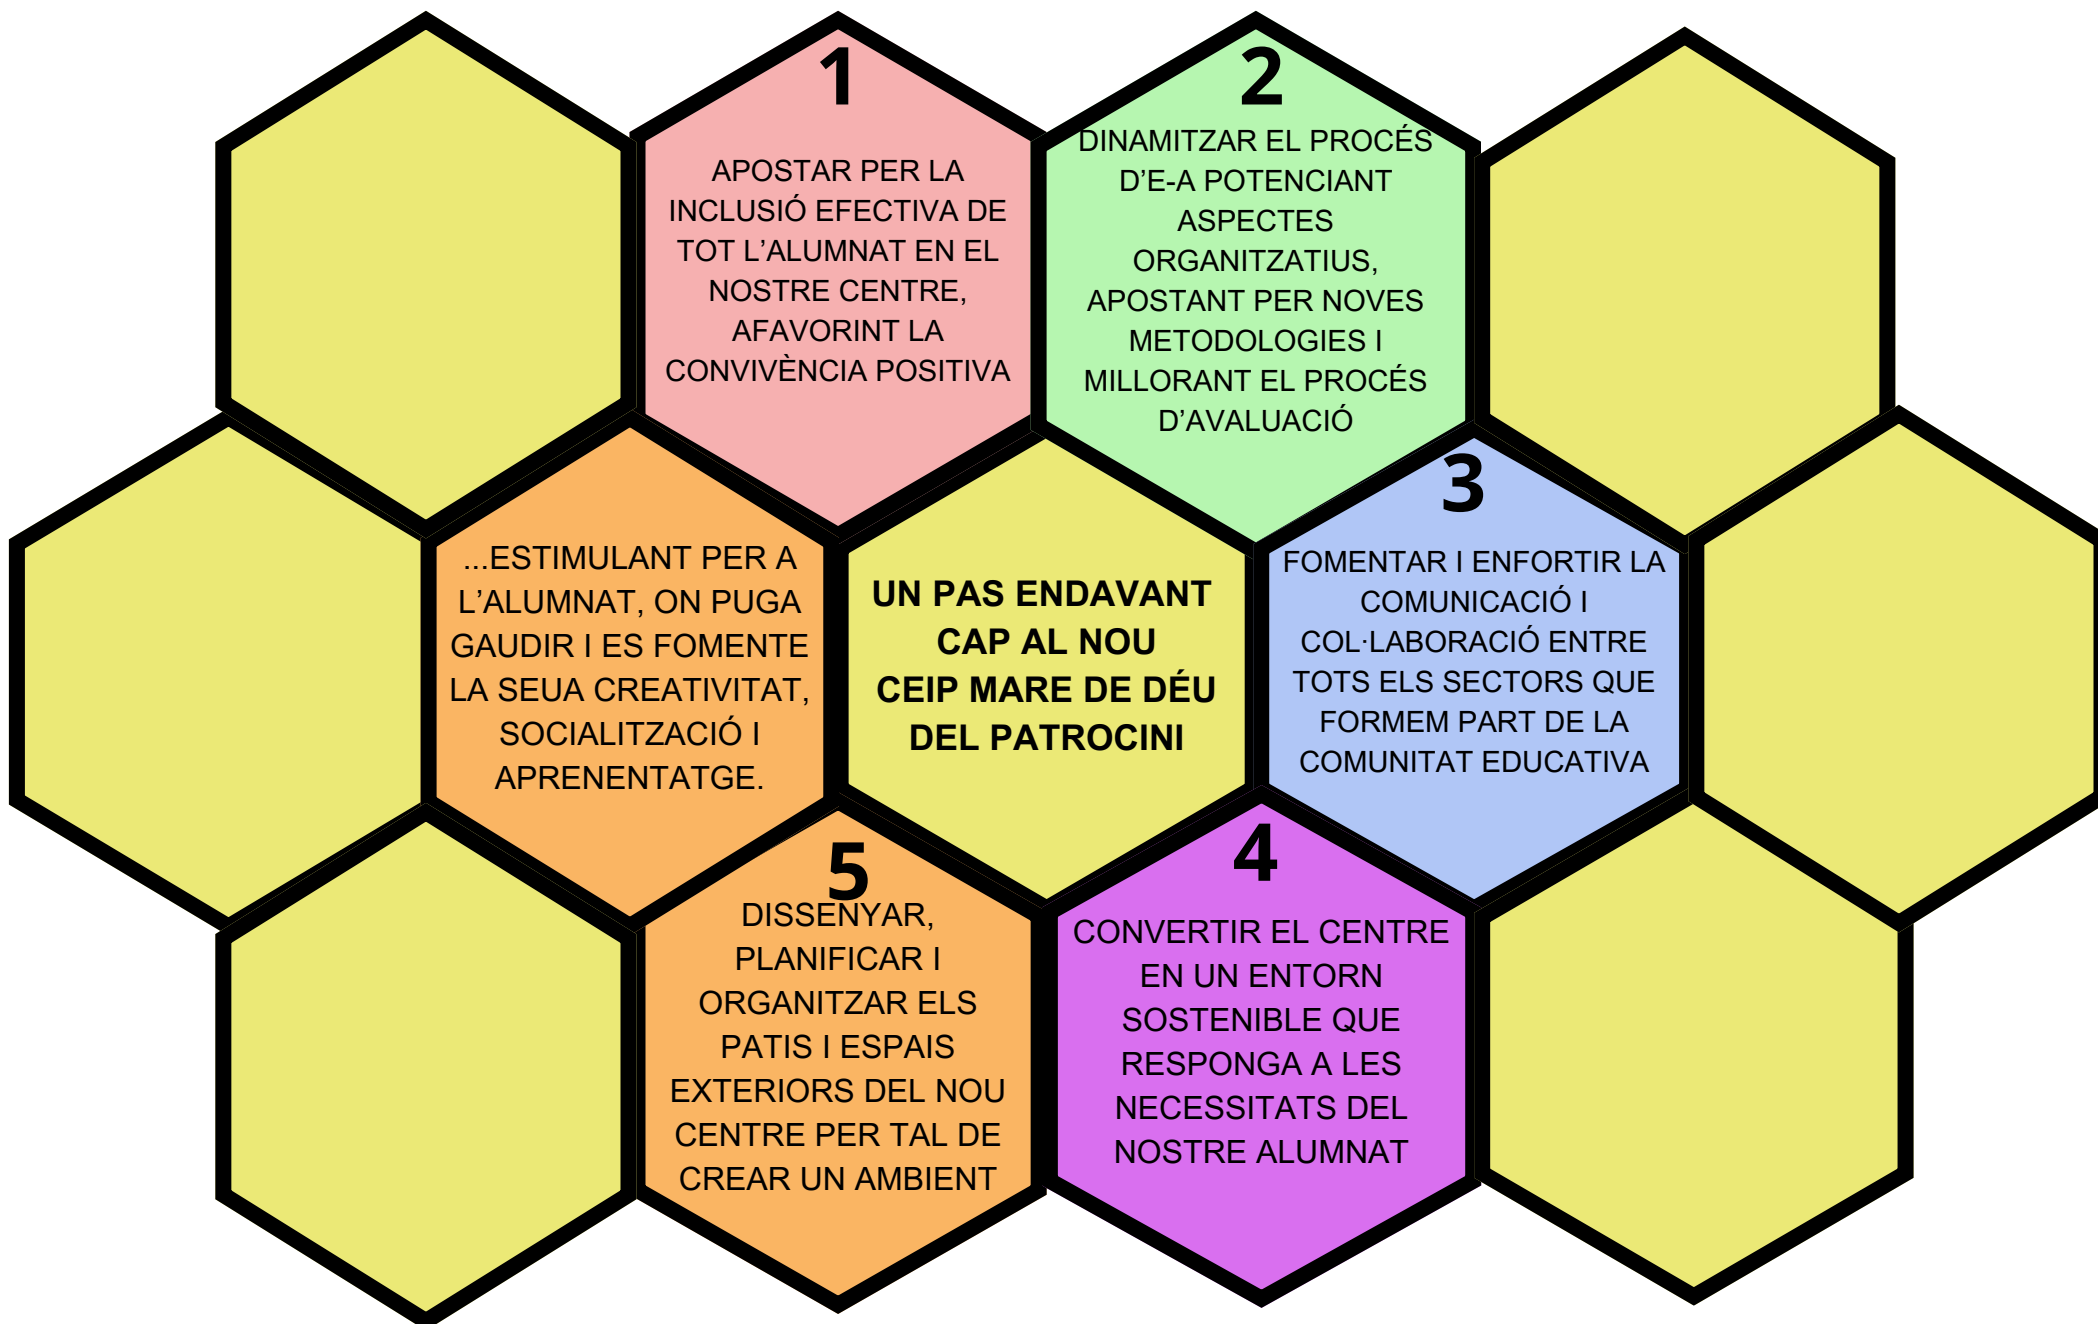 1
APOSTAR PER LA
INCLUSIÓ EFECTIVA DE
TOT L’ALUMNAT EN EL
NOSTRE CENTRE,
AFAVORINT LA
CONVIVÈNCIA POSITIVA
2
DINAMITZAR EL PROCÉS
D’E-A POTENCIANT
ASPECTES
ORGANITZATIUS,
APOSTANT PER NOVES
METODOLOGIES I
MILLORANT EL PROCÉS
D’AVALUACIÓ
UN PAS ENDAVANT
CAP AL NOU
CEIP MARE DE DÉU
DEL PATROCINI
3
FOMENTAR I ENFORTIR LA
COMUNICACIÓ I
COL·LABORACIÓ ENTRE
TOTS ELS SECTORS QUE
FORMEM PART DE LA
COMUNITAT EDUCATIVA
4
CONVERTIR EL CENTRE
EN UN ENTORN
SOSTENIBLE QUE
RESPONGA A LES
NECESSITATS DEL
NOSTRE ALUMNAT
5
DISSENYAR,
PLANIFICAR I
ORGANITZAR ELS
PATIS I ESPAIS
EXTERIORS DEL NOU
CENTRE PER TAL DE
CREAR UN AMBIENT
...ESTIMULANT PER A
L’ALUMNAT, ON PUGA
GAUDIR I ES FOMENTE
LA SEUA CREATIVITAT,
SOCIALITZACIÓ I
APRENENTATGE.